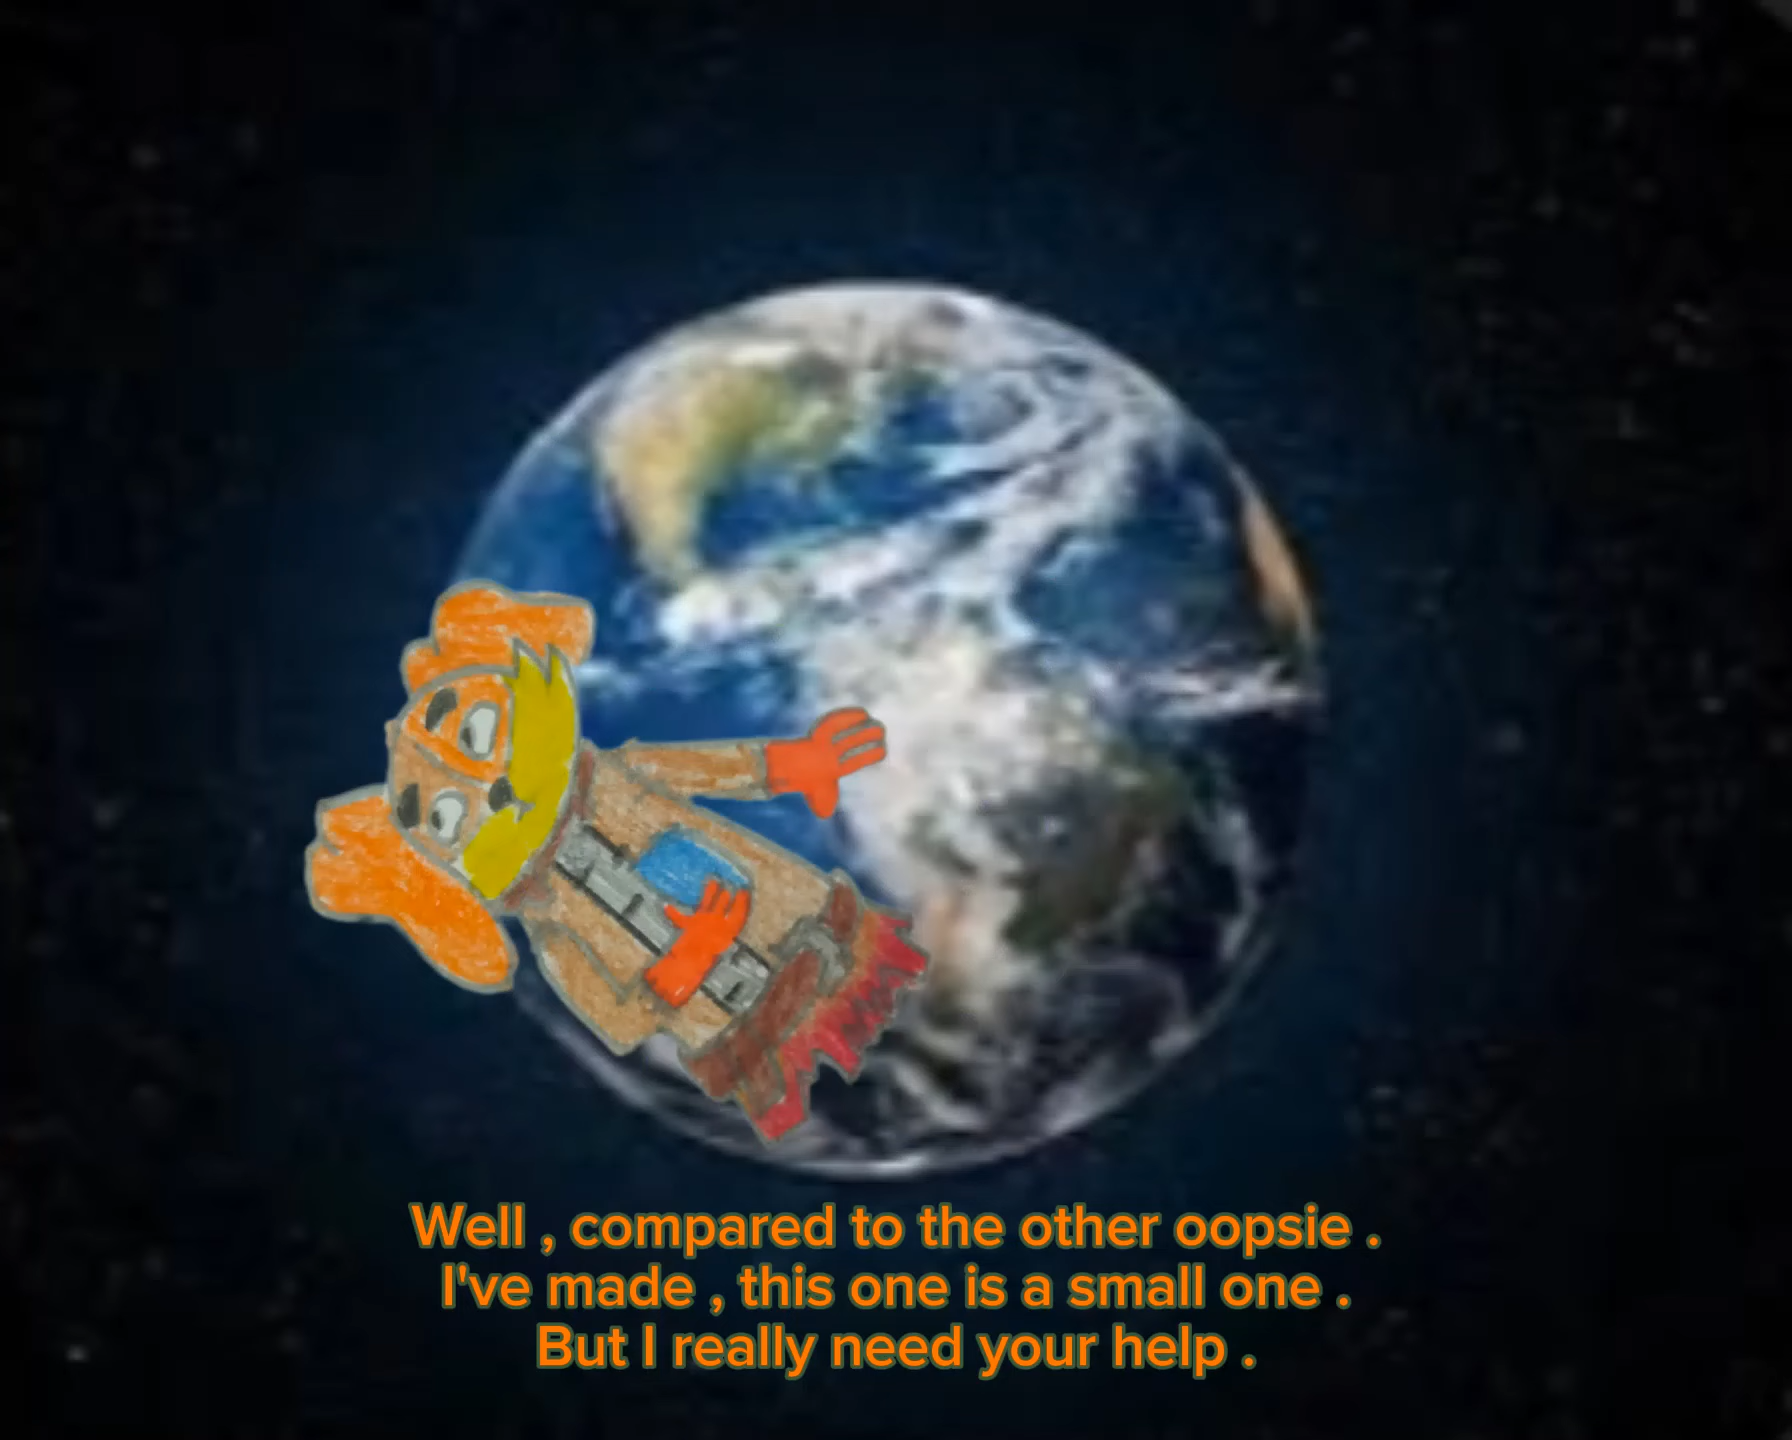 Well , compared to the other oopsie .
I've made , this one is a small one .
But I really need your help .